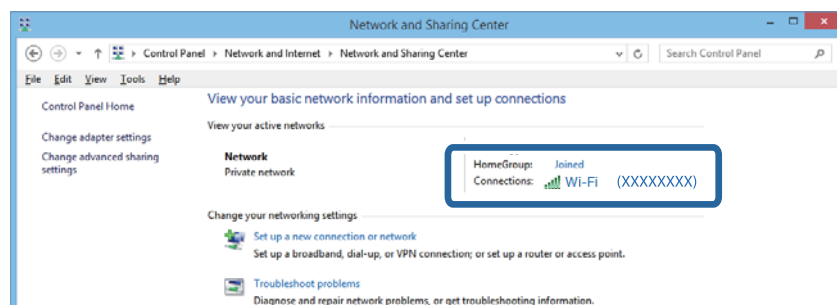 Network and Sharing Center
Control Panel Network and Internet Network and Sharing Center Search Control Panel
File Edit View Tools Help
Control Panel Home
Change adapter settings
Change advanced sharing
settings
View your basic network information and set up connections
View your active networks
Network
Private network
HomeGroup: Joined
Connections: Wi-Fi (XXXXXXXX)
Change your networking settings
Set up a new connection or network
Set up a broadband, dial-up, or VPN connection; or set up a router or access point.
Troubleshoot problems
Diagnose and repair network problems, or get troubleshooting information.